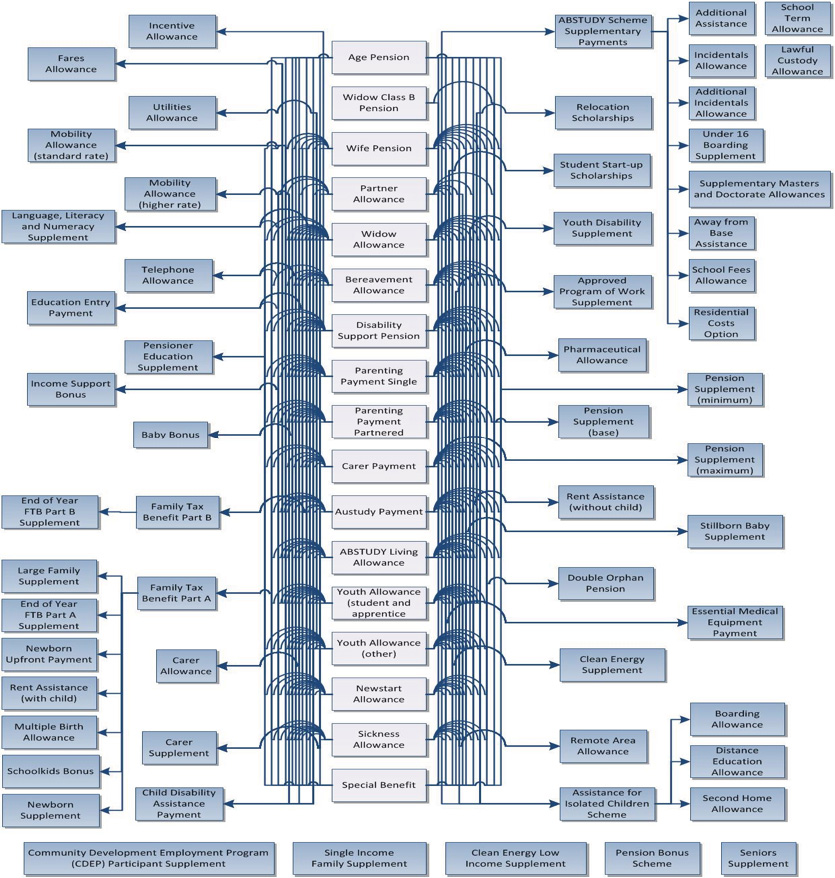 Incentive
Allowance
Fares
Allowance
Utilities
Allowance
Mobility
Allowance
(standard rate)
Mobility
Allowance
(higher rate)
Language, Literacy
and Numeracy
Supplement
Telephone
Allowance
Education Entry
Payment
Pensioner
Education
Supplement
Income Support
Bonus
Baby Bonus
End of Year
FTB Part B
Supplement
Family Tax
Benefit Part B
Large Family
Supplement
Family Tax
Benefit Part A
End of Year
FTB Part A
Supplement
Newborn
Upfront Payment
Rent Assistance
(with child)
Multiple Birth
Allowance
Schoolkids Bonus
Newborn
Supplement
Carer
Allowance
Carer
Supplement
Child Disability
Assistance
Payment
Age Pension
Widow Class B
Pension
Wife Pension
Partner
Allowance
Widow
Allowance
Bereavement
Allowance
Disability
Support Pension
Parenting
Payment Single
Parenting
Payment
Partnered
Carer Payment
Austudy Payment
ABSTUDY Living
Allowance
Youth Allowance
(student and
apprentice
Youth Allowance
(other)
Newstart
Allowance
Sickness
Allowance
Special Benefit
ABSTUDY Scheme
Supplementary
Payments
Relocation
Scholarships
Student Start-up
Scholarships
Youth Disability
Supplement
Approved
Program of Work
Supplement
Pharmaceutical
Allowance
Pension
Supplement
(base)
Rent Assistance
(without child)
Double Orphan
Pension
Clean Energy
Supplement
Remote Area
Allowance
Assistance for
Isolated Children
Scheme
Additional
Assistance
School
Term
Allowance
Incidentals
Allowance
Lawful
Custody
Allowance
Additional
Incidentals
Allowance
Under 16
Boarding
Supplement
Supplementary Masters
and Doctorate Allowances
Away from
Base
Assistance
School Fees
Allowance
Residential
Costs
Option
Pension
Supplement
(minimum)
Pension
Supplement
(maximum)
Stillborn Baby
Supplement
Essential Medical
Equipment
Payment
Boarding
Allowance
Distance
Education
Allowance
Second Home
Allowance
Community Development Employment Program
(CDEP) Participant Supplement
Single Income
Family Supplement
Clean Energy Low
Income Supplement
Pension Bonus
Scheme
Seniors
Supplement